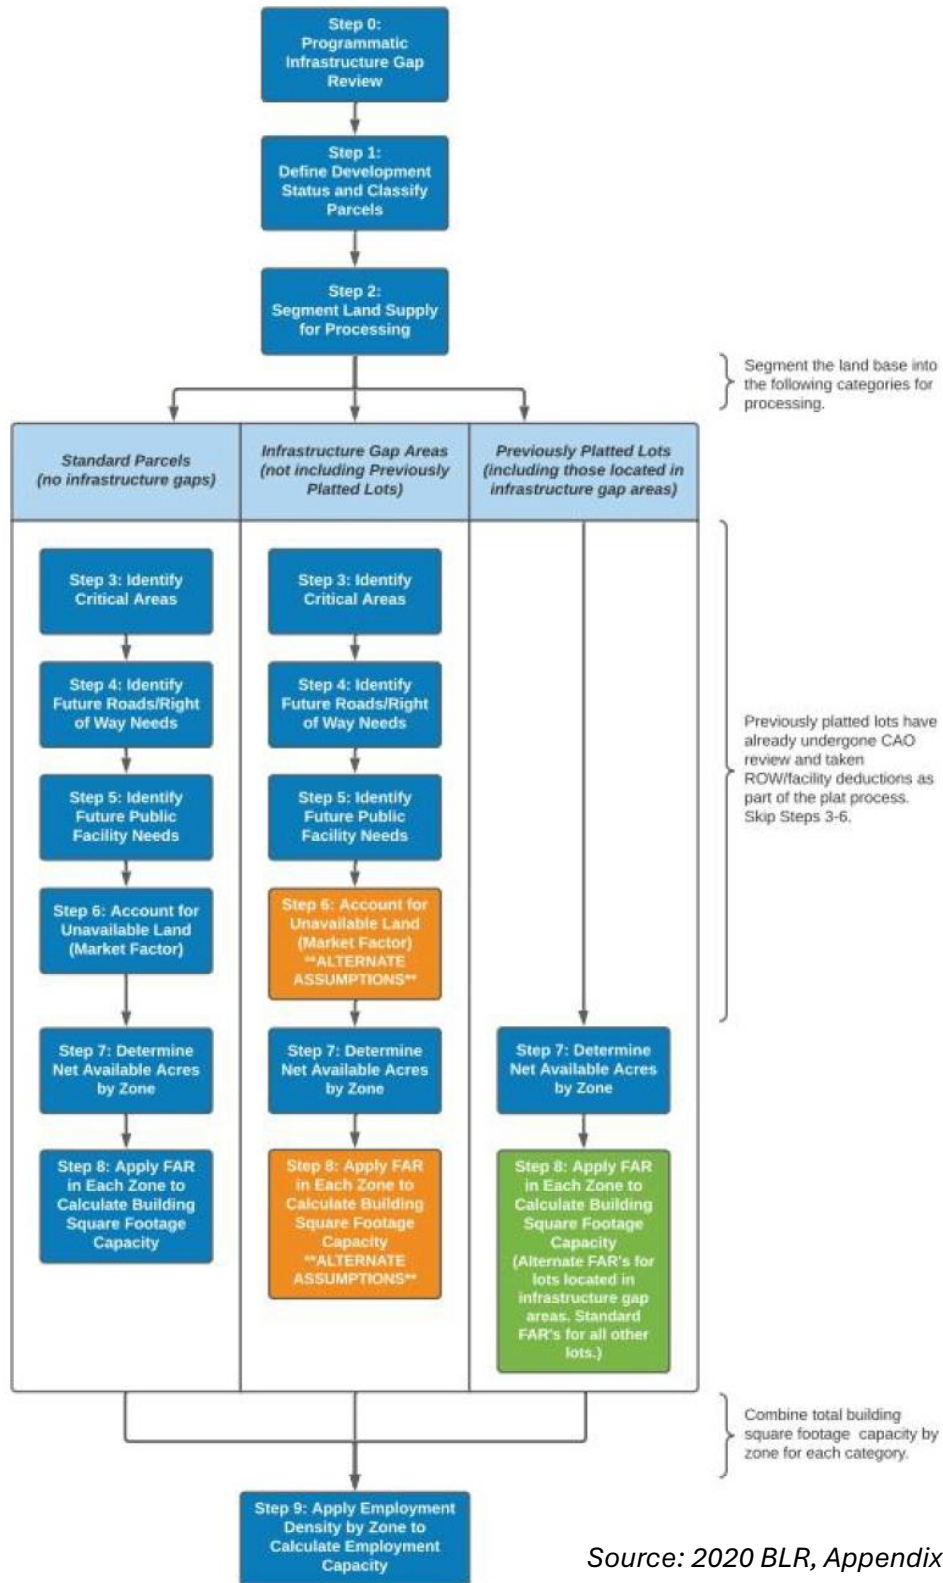 Step 0:
Programmatic
Infrastructure Gap
Review
Step 1:
Define Development
Status and Classify
Parcels
Step 2:
Segment Land Supply
for Processing
Segment the land base into
the following categories for
processing.
Standard Parcels
(no infrastructure gaps)
Infrastructure Gap Areas
(not including Previously
Platted Lots)
Previously Platted Lots
(including those located in
infrastructure gap areas)
Step 3: Identify
Critical Areas
Step 4: Identify
Future Roads/Right
of Way Needs
Step 5: Identify
Future Public
Facility Needs
Step 6: Account for
Unavailable Land
(Market Factor)
Step 7: Determine
Net Available Acres
by Zone
Step 8: Apply FAR
in Each Zone to
Calculate Building
Square Footage
Capacity
Step 3: Identify
Critical Areas
Step 4: Identify
Future Roads/Right
of Way Needs
Step 5: Identify
Future Public
Facility Needs
Step 6: Account for
Unavailable Land
(Market Factor)
**ALTERNATE
ASSUMPTIONS**
Step 7: Determine
Net Available Acres
by Zone
Step 8: Apply FAR
in Each Zone to
Calculate Building
Square Footage
Capacity
**ALTERNATE
ASSUMPTIONS**
Step 7: Determine
Net Available Acres
by Zone
Step 8: Apply FAR
in Each Zone to
Calculate Building
Square Footage
Capacity
(Alternate FAR's for
lots located in
infrastructure gap
areas. Standard
FAR's for all other
lots.)
Previously platted lots have
already undergone CAO
review and taken
ROW/facility deductions as
part of the plat process.
Skip Steps 3-6.
Combine total building
square footage capacity by
zone for each category.
Step 9: Apply Employment
Density by Zone to
Calculate Employment
Capacity
Source: 2020 BLR, Appendix